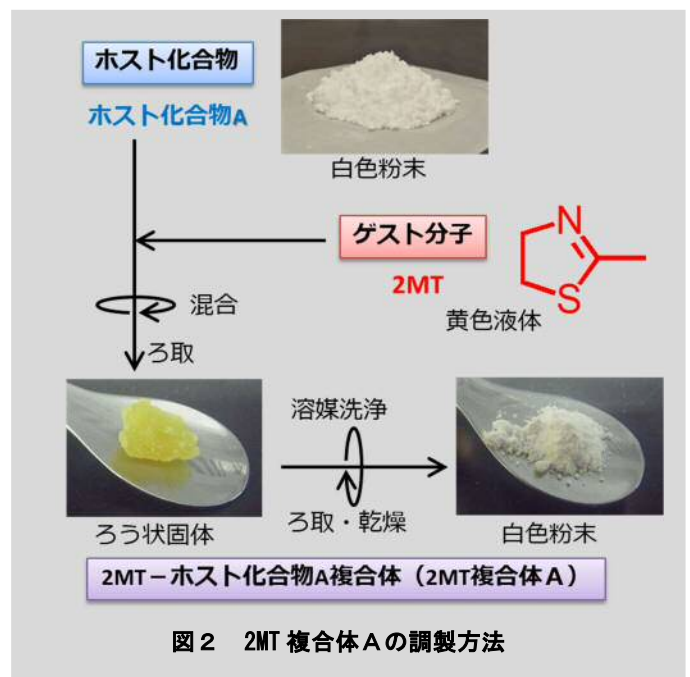 ホスト化合物
ホスト化合物A
白色粉末
ゲスト分子
2MT
N
S
黄色液体
混合
ろ取
溶媒洗浄
ろ取・乾燥
ろう状固体
白色粉末
2MT－ホスト化合物A複合体（2MT複合体Ａ）
図２　2MT 複合体Ａの調製方法